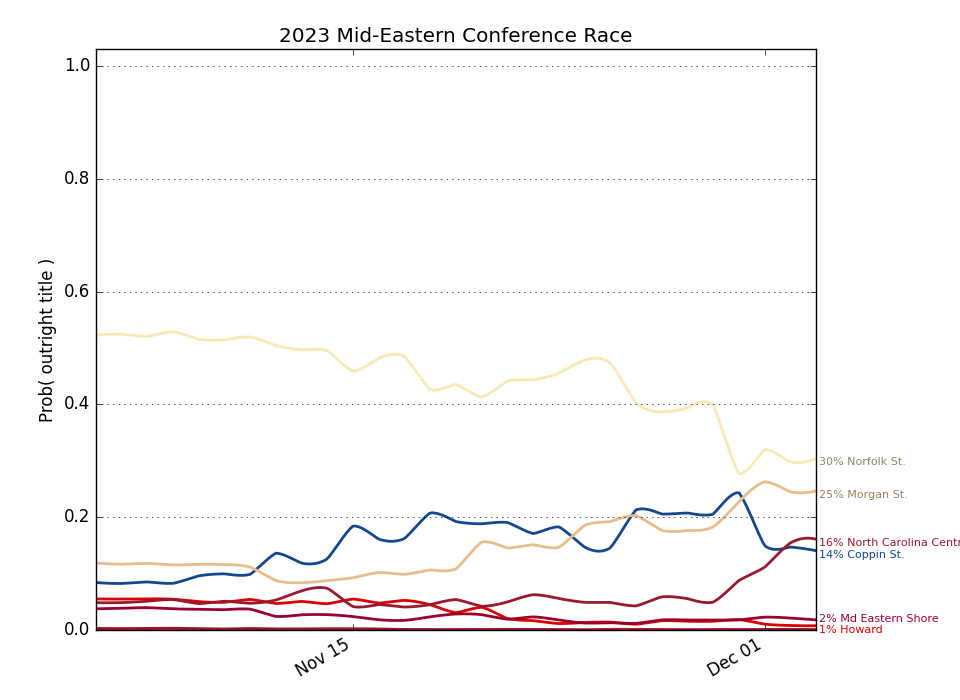 2023 Mid-Eastern Conference Race
1.0
0.8
0.6
0.4
0.2
0.0
Prob( outright title )
30% Norfolk St.
25% Morgan St.
16% North Carolina Centr
14% Coppin St.
2% Md Eastern Shore
1% Howard
Nov 15
Dec 01